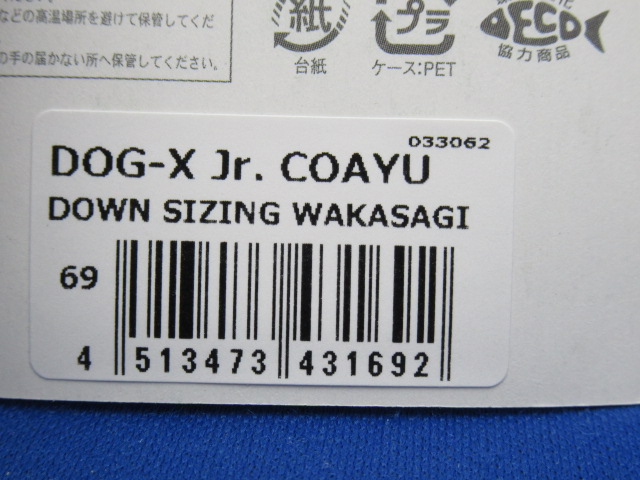 などの高温場所を避けて保管してくだ
の手の届かない所へ保管してください。
紙
台紙
プラ
ケース:PET
ECO
協力商品
033062
DOG-X Jr. COAYU
DOWN SIZING WAKASAGI
69
4 513473 431692